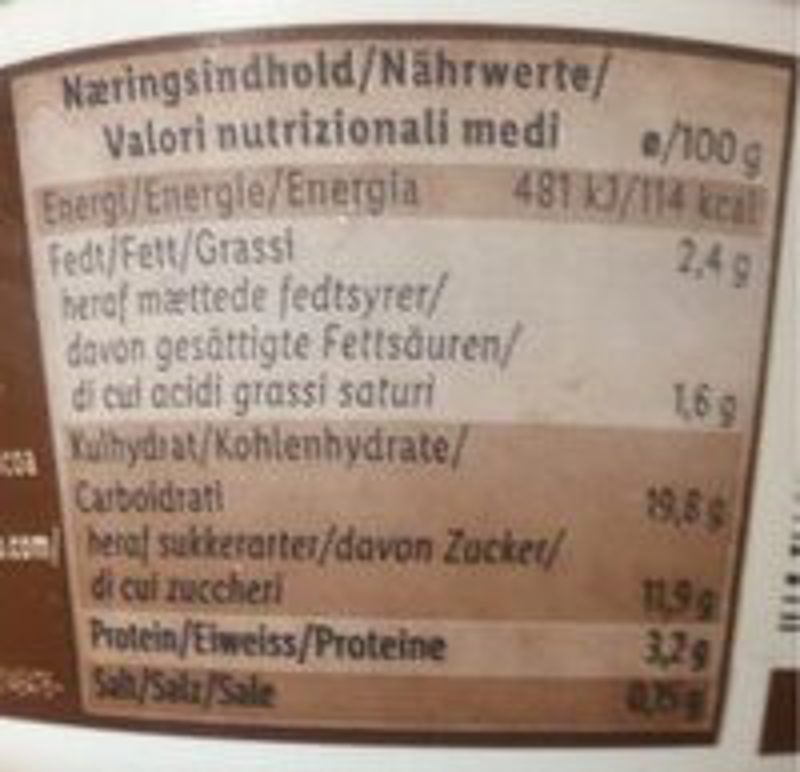 Næringsindhold/Nährwerte/
Valori nutrizionali medi ø/100 g
Energi/Energie/Energia 481 kJ/114 kcal
Fedt/Fett/Grassi 2,4 g
heraf mættede fedtsyrer/
davon gesättigte Fettsäuren/
di cui acidi grassi saturi 1,6 g
Kulhydrat/Kohlenhydrate/
Carboidrati 19,8 g
heraf sukkerarter/davon Zucker/
di cui zuccheri 11,9 g
Protein/Eiweiss/Proteine 3,2 g
Salt/Salz/Sale
coa
.com/